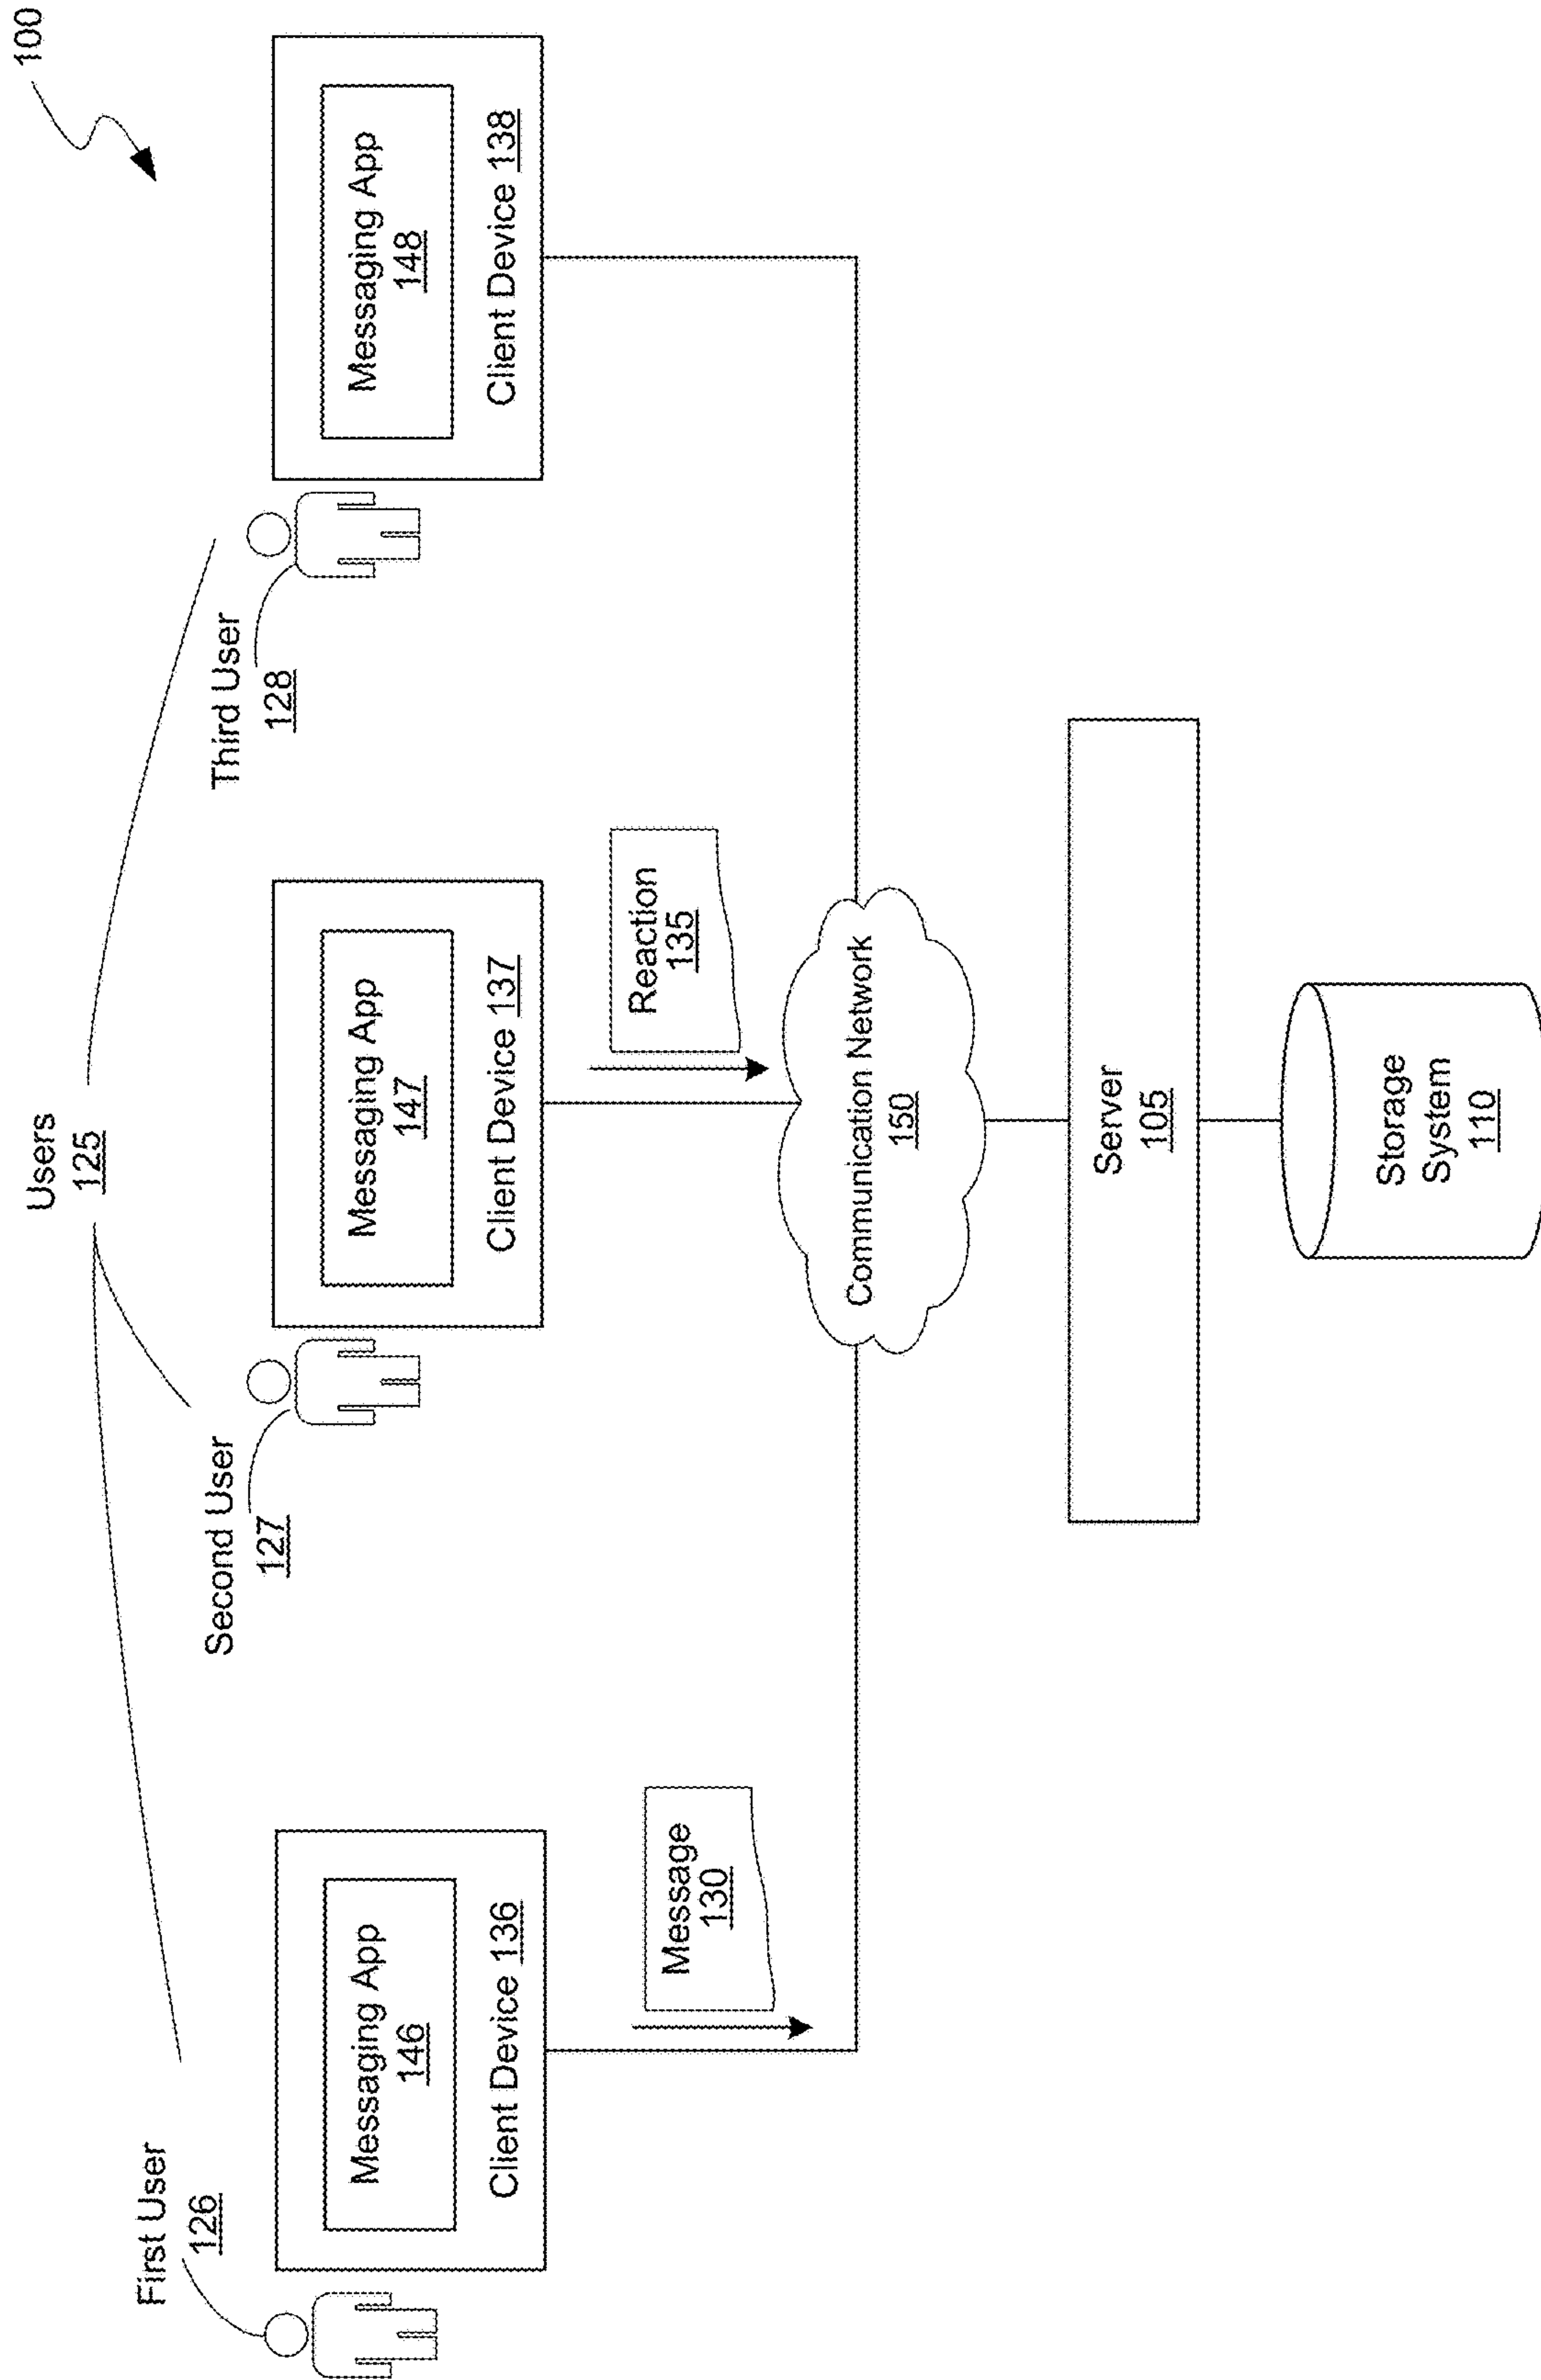 100
Users
125
First User
126
Second User
127
Third User
128
Messaging App
146
Client Device 136
Messaging App
147
Client Device 137
Messaging App
148
Client Device 138
Message
130
Reaction
135
Communication Network
150
Server
105
Storage
System
110